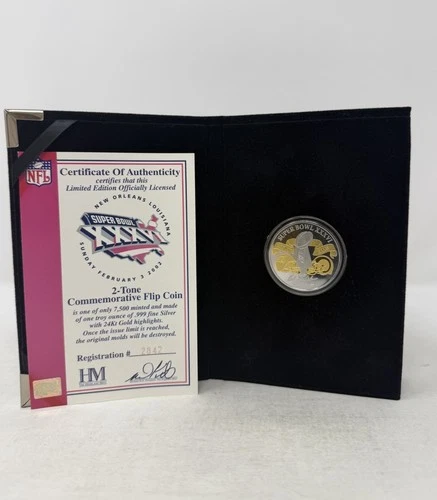 NFL
Certificate Of Authenticity
certifies that this
Limited Edition Officially Licensed
NEW ORLEANS, LOUISIANA
SUPER BOWL
XXXVI
SUNDAY FEBRUARY 3 2002
2-Tone
Commemorative Flip Coin
is one of only 7,500 minted and made
of one troy ounce of .999 fine Silver
with 24Kt Gold highlights.
Once the issue limit is reached,
the original molds will be destroyed.
Registration # 2847
HM
SUPER BOWL XXXVI